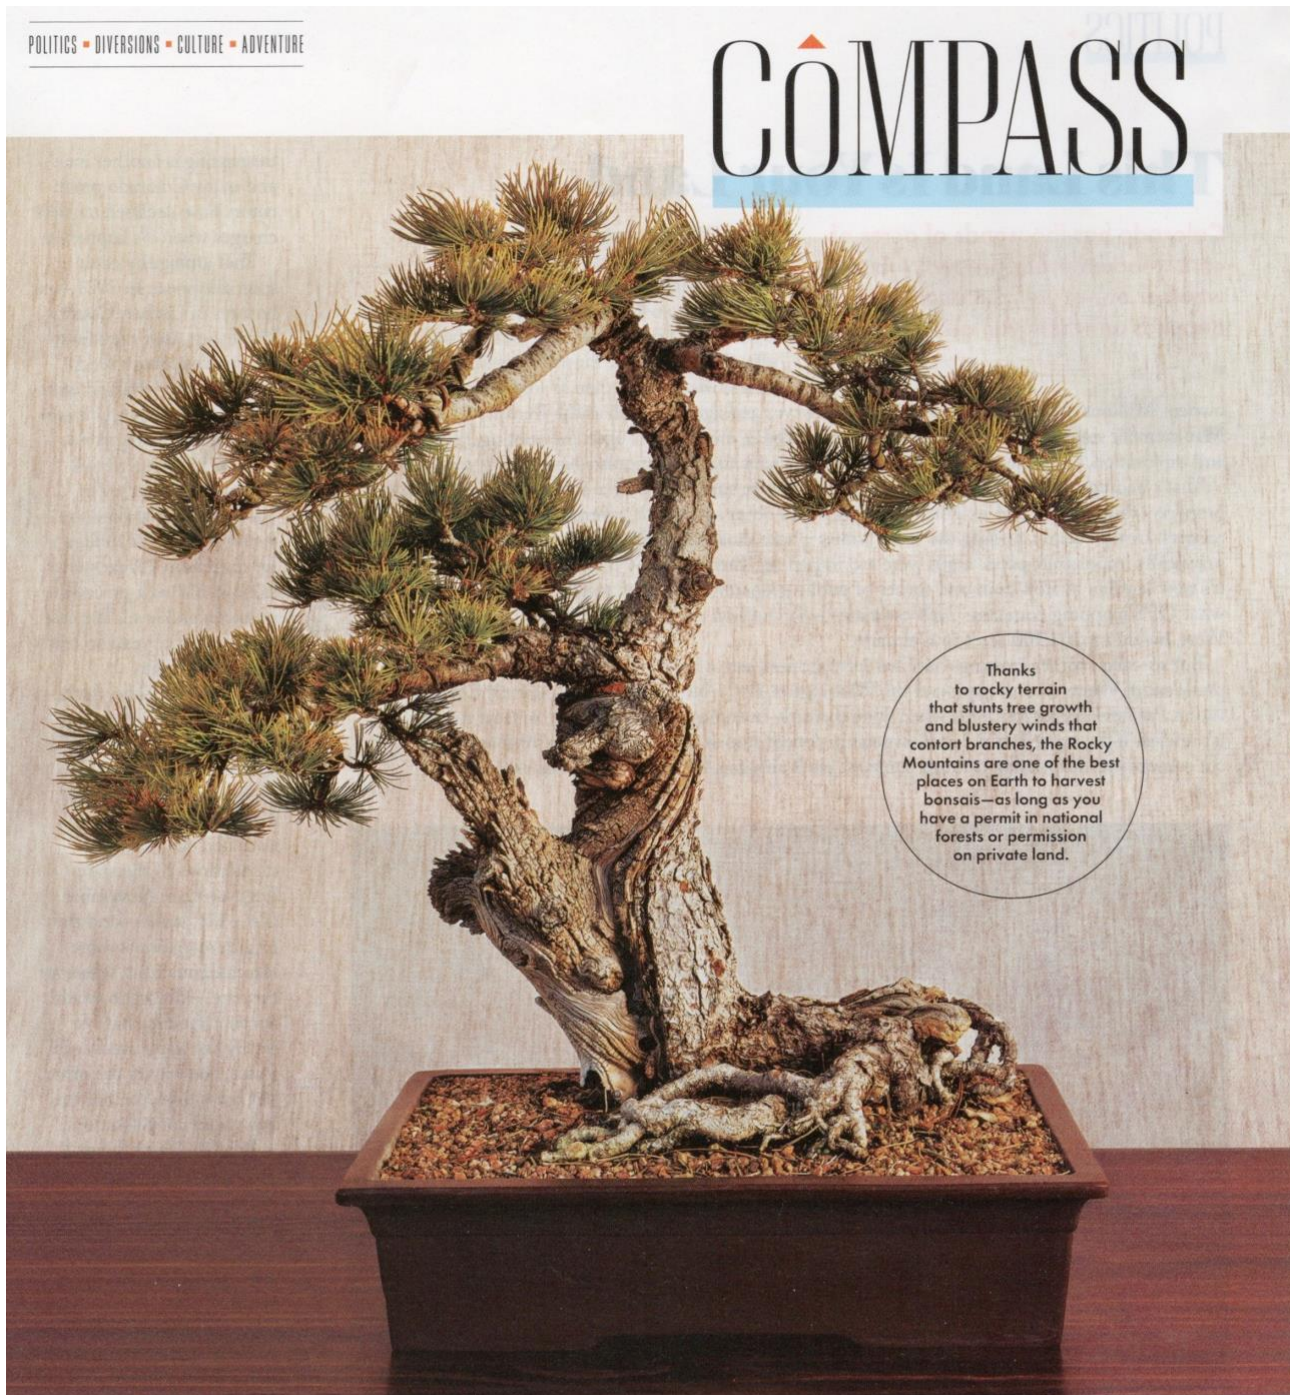 POLITICS ▪ DIVERSIONS ▪ CULTURE ▪ ADVENTURE
CÔMPASS
Thanks
to rocky terrain
that stunts tree growth
and blustery winds that
contort branches, the Rocky
Mountains are one of the best
places on Earth to harvest
bonsais—as long as you
have a permit in national
forests or permission
on private land.